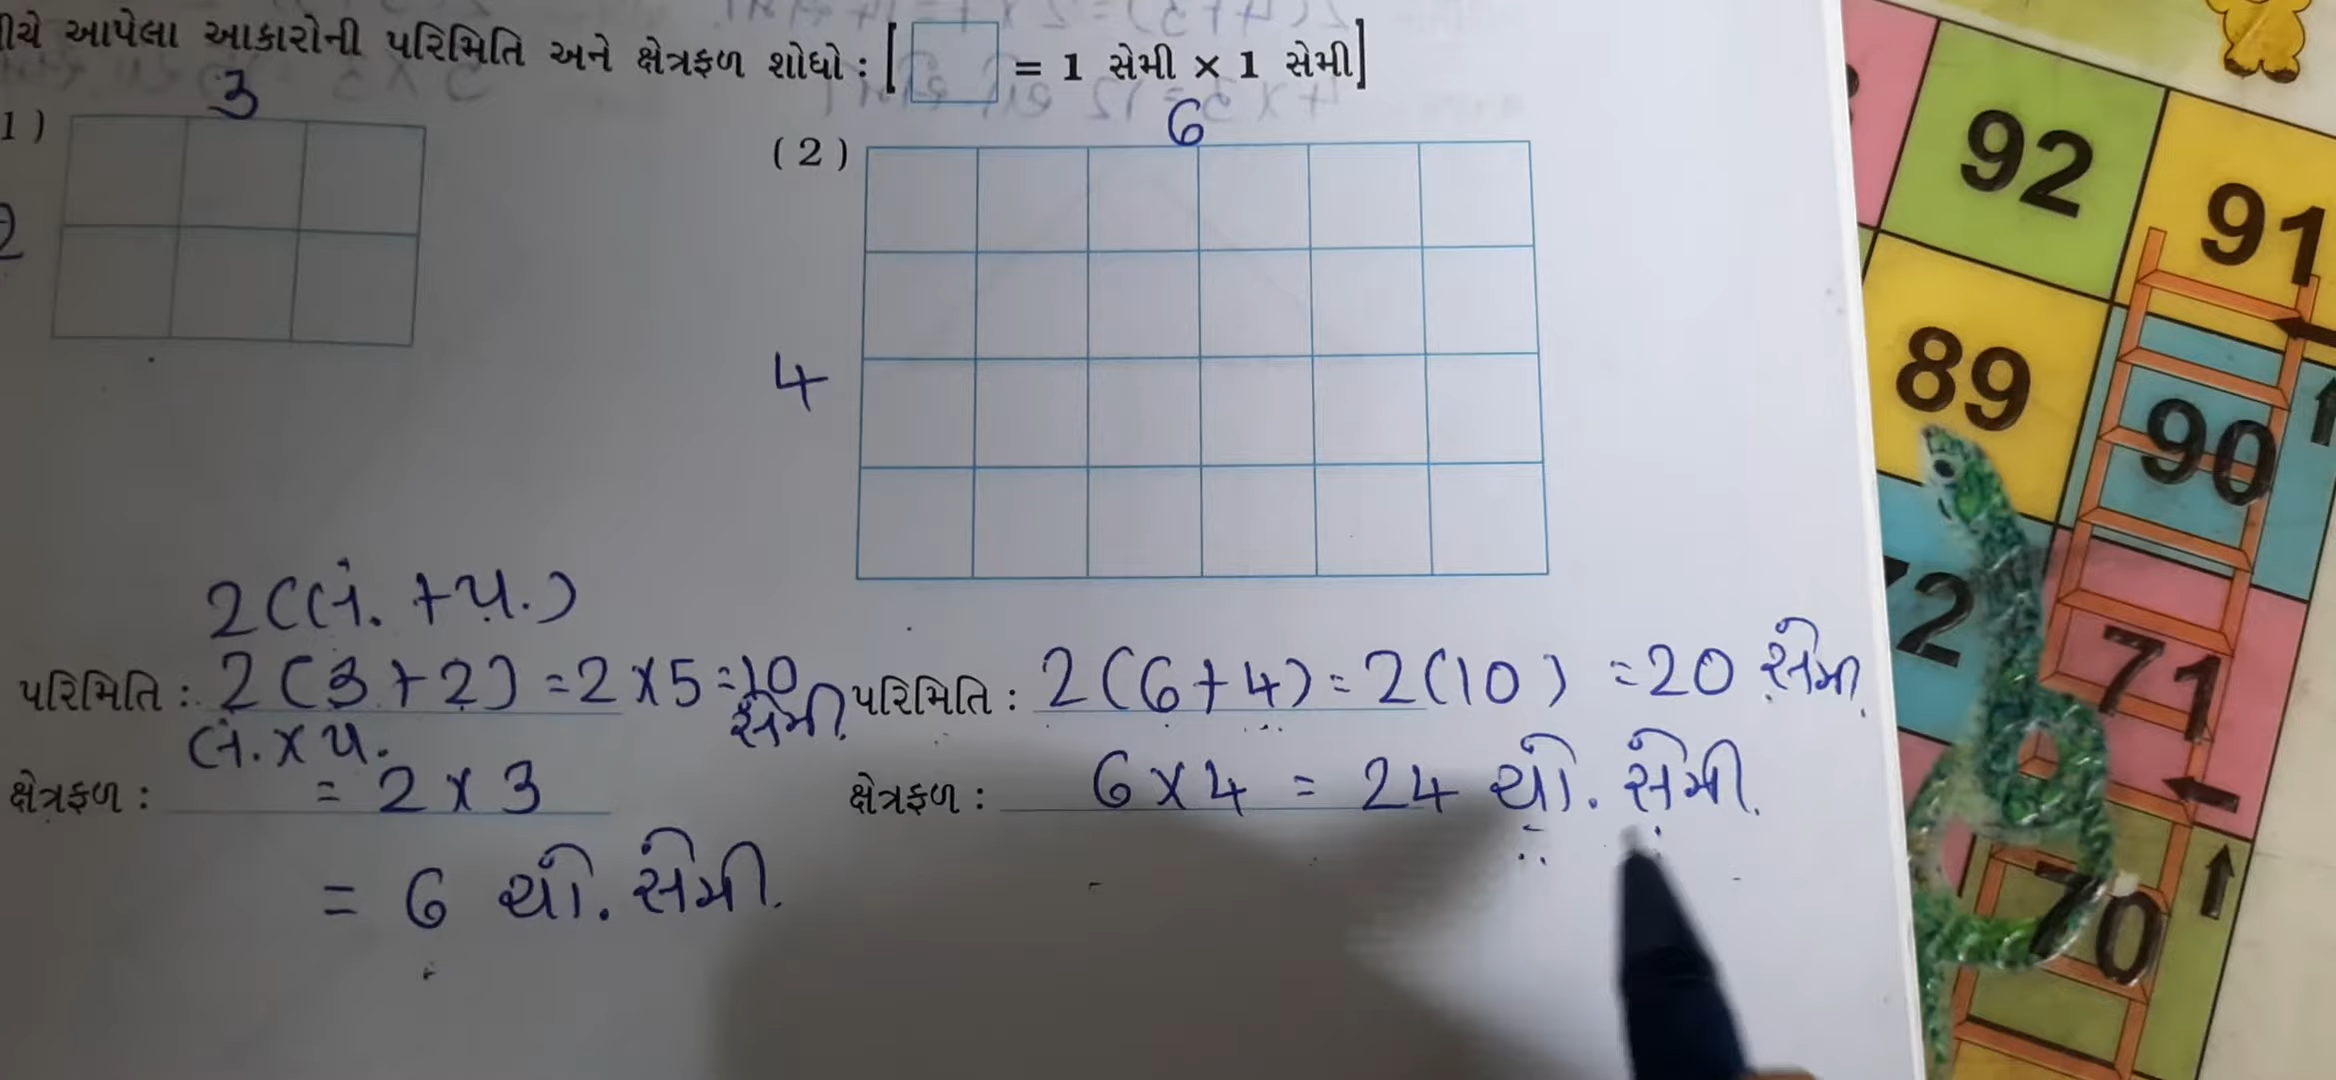 આપેલા આકારોની પરિમિતિ અને ક્ષેત્રફળ શોધો : [ = 1 સેમી × 1 સેમી]
3
1 )
2
6
( 2 )
4
2(લં. + પ.)
પરિમિતિ : 2(3+2) = 2×5 = 10 સેમી.
લં. × પ.
ક્ષેત્રફળ : = 2 × 3
= 6 ચો. સેમી.
પરિમિતિ : 2(6+4) = 2(10) = 20 સેમી.
ક્ષેત્રફળ : 6×4 = 24 ચો. સેમી.
92
91
89
90
72
71
70